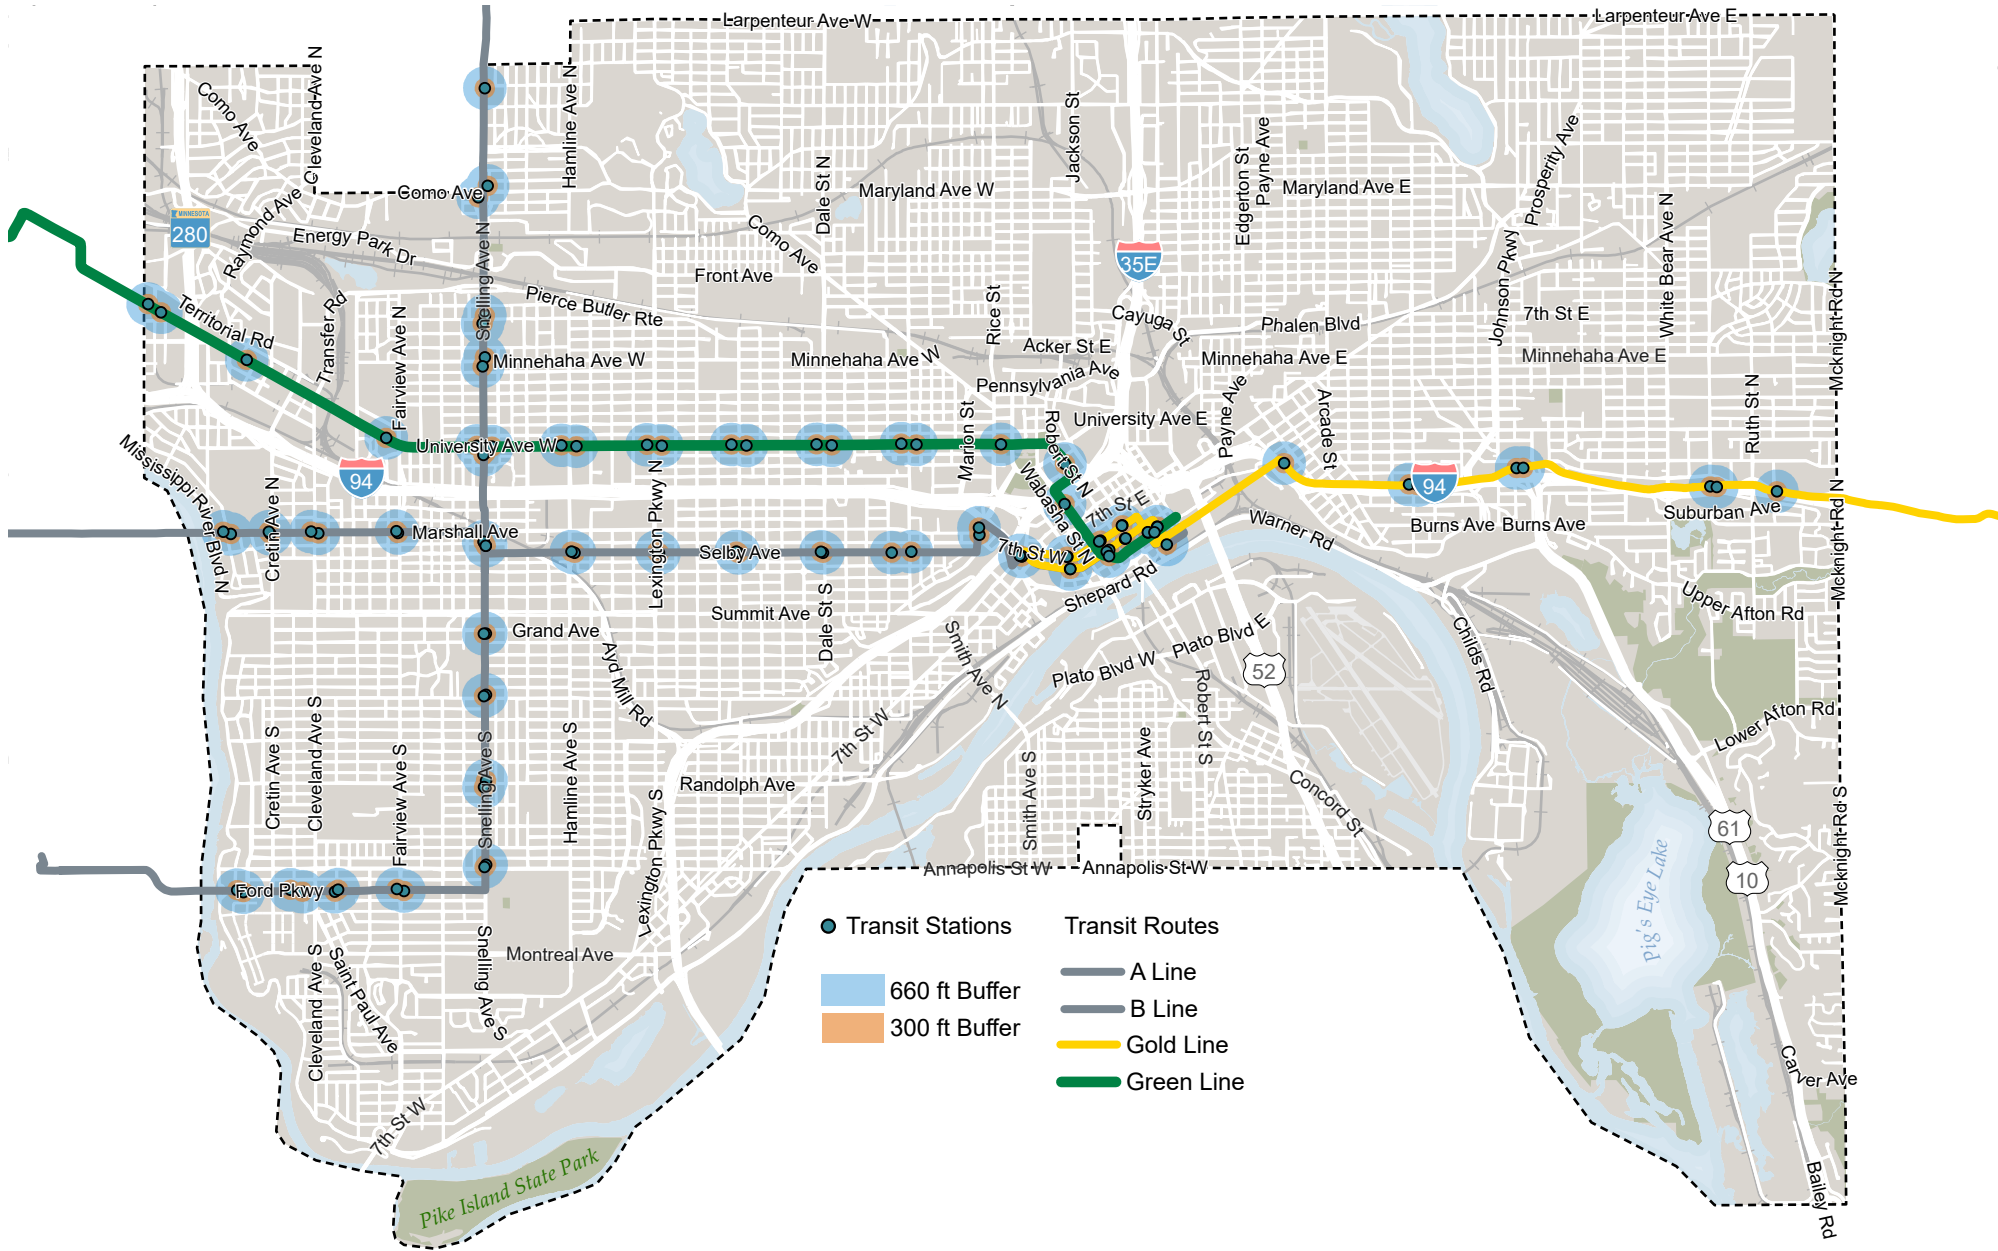 Larpenteur Ave W
Larpenteur Ave E
Como Ave
Cleveland Ave N
Hamline Ave N
Jackson St
Dale St N
Edgerton St
Payne Ave
Prosperity Ave
Como Ave
Maryland Ave W
Maryland Ave E
MINNESOTA
280
Raymond Ave
Energy Park Dr
Snelling Ave N
Como Ave
Front Ave
35E
Johnson Pkwy
White Bear Ave N
Mcknight Rd N
Territorial Rd
Transfer Rd
Fairview Ave N
Pierce Butler Rte
Rice St
Cayuga St
Phalen Blvd
7th St E
Minnehaha Ave W
Minnehaha Ave W
Acker St E
Minnehaha Ave E
Minnehaha Ave E
Pennsylvania Ave
University Ave E
Payne Ave
Arcade St
Ruth St N
Marion St
Robert St N
University Ave W
Mississippi River Blvd N
94
94
Lexington Pkwy N
Wabasha St N
7th St E
Cretin Ave N
Marshall Ave
Selby Ave
7th St W
Warner Rd
Burns Ave
Burns Ave
Suburban Ave
Mcknight Rd N
Shepard Rd
Summit Ave
Dale St S
Grand Ave
Upper Afton Rd
Ayd Mill Rd
Smith Ave N
Plato Blvd W
Plato Blvd E
52
Childs Rd
Robert St S
Lower Afton Rd
Cretin Ave S
Cleveland Ave S
Fairview Ave S
Snelling Ave S
Hamline Ave S
Lexington Pkwy S
Randolph Ave
7th St W
Smith Ave S
Stryker Ave
Concord St
61
10
Mcknight Rd S
Annapolis St W
Annapolis St W
Ford Pkwy
Pig's Eye Lake
Cleveland Ave S
Saint Paul Ave
Snelling Ave S
Montreal Ave
7th St W
Pike Island State Park
Carver Ave
Bailey Rd
Transit Stations
660 ft Buffer
300 ft Buffer
Transit Routes
A Line
B Line
Gold Line
Green Line